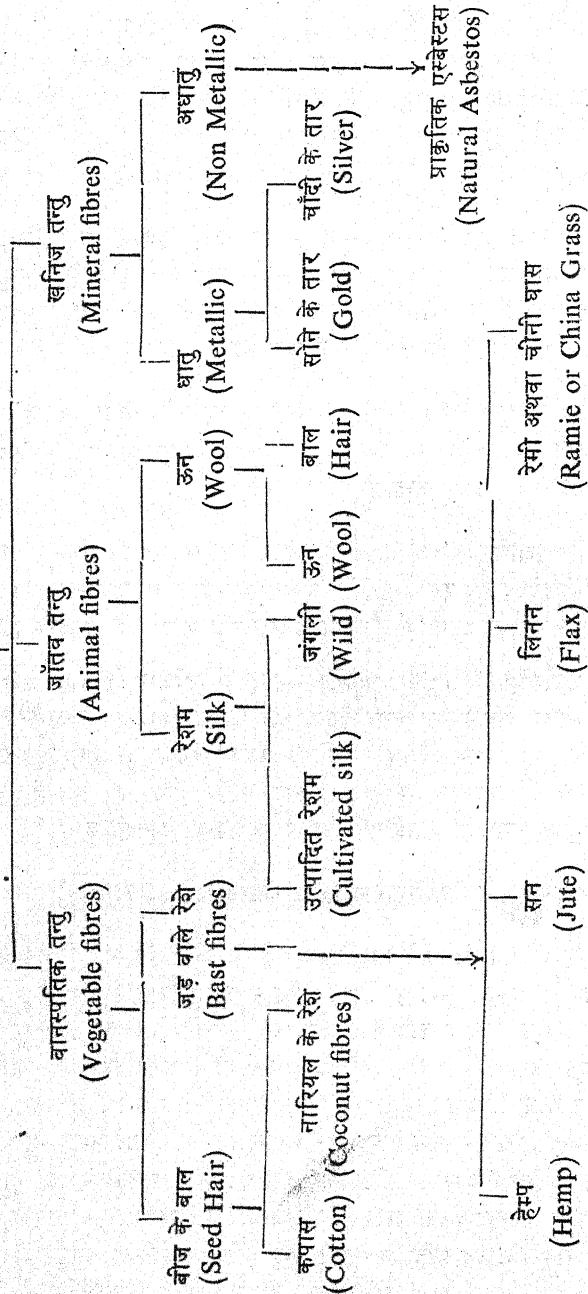 वानस्पतिक तन्तु
(Vegetable fibres)
जांतव तन्तु
(Animal fibres)
खनिज तन्तु
(Mineral fibres)
बीज के बाल
(Seed Hair)
जड़ वाले रेशे
(Bast fibres)
रेशम
(Silk)
ऊन
(Wool)
धातु
(Metallic)
अधातु
(Non Metallic)
कपास
(Cotton)
नारियल के रेशे
(Coconut fibres)
उत्पादित रेशम
(Cultivated silk)
जंगली
(Wild)
ऊन
(Wool)
बाल
(Hair)
सोने के तार
(Gold)
चाँदी के तार
(Silver)
प्राकृतिक एस्बेस्टस
(Natural Asbestos)
हेम्प
(Hemp)
सन
(Jute)
लिनन
(Flax)
रेमी अथवा चीनी घास
(Ramie or China Grass)